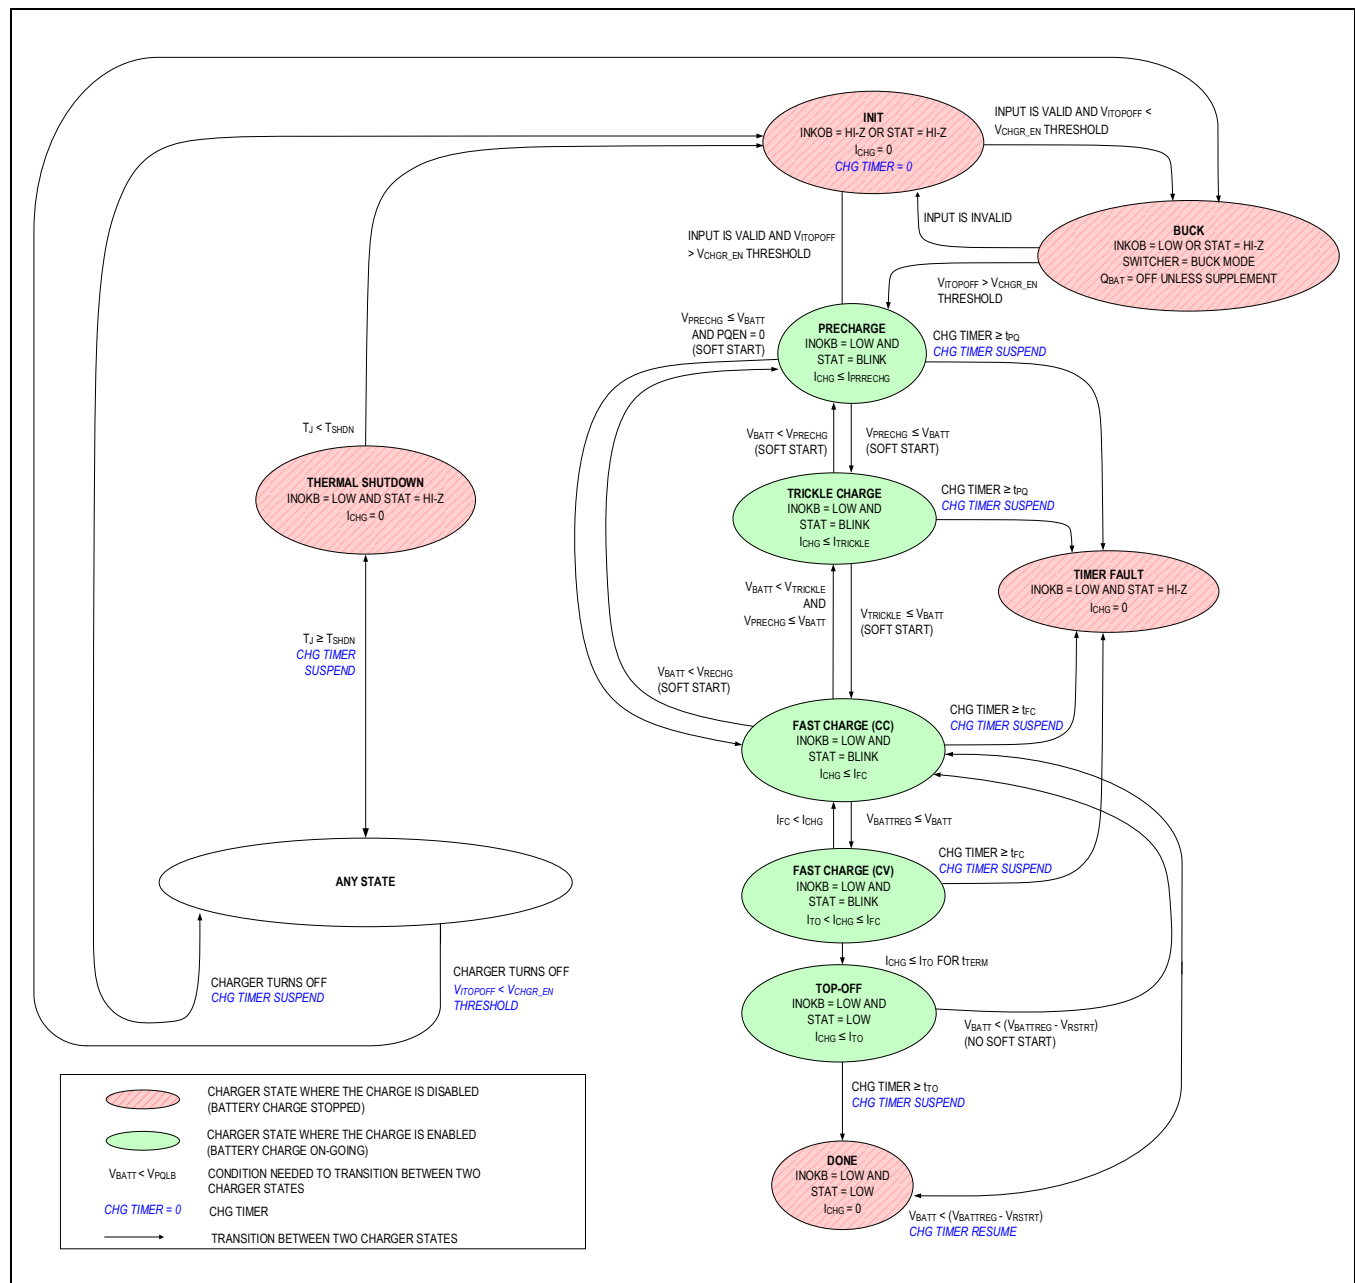 INIT
INKOB = HI-Z OR STAT = HI-Z
ICHG = 0
CHG TIMER = 0
INPUT IS VALID AND VITOPOFF <
VCHGR_EN THRESHOLD
INPUT IS INVALID
BUCK
INKOB = LOW OR STAT = HI-Z
SWITCHER = BUCK MODE
QBAT = OFF UNLESS SUPPLEMENT
INPUT IS VALID AND VITOPOFF
> VCHGR_EN THRESHOLD
VITOPOFF > VCHGR_EN
THRESHOLD
VPRECHG ≤ VBATT
AND PQEN = 0
(SOFT START)
PRECHARGE
INOKB = LOW AND
STAT = BLINK
ICHG ≤ IPRRECHG
CHG TIMER ≥ tPQ
CHG TIMER SUSPEND
TJ < TSHDN
VBATT < VPRECHG
(SOFT START)
VPRECHG ≤ VBATT
(SOFT START)
THERMAL SHUTDOWN
INOKB = LOW AND STAT = HI-Z
ICHG = 0
TRICKLE CHARGE
INOKB = LOW AND
STAT = BLINK
ICHG ≤ ITRICKLE
CHG TIMER ≥ tPQ
CHG TIMER SUSPEND
TIMER FAULT
INOKB = LOW AND STAT = HI-Z
ICHG = 0
VBATT < VTRICKLE
AND
VPRECHG ≤ VBATT
VTRICKLE ≤ VBATT
(SOFT START)
TJ ≥ TSHDN
CHG TIMER
SUSPEND
VBATT < VRECHG
(SOFT START)
FAST CHARGE (CC)
INOKB = LOW AND
STAT = BLINK
ICHG ≤ IFC
CHG TIMER ≥ tFC
CHG TIMER SUSPEND
IFC < ICHG
VBATTREG ≤ VBATT
ANY STATE
FAST CHARGE (CV)
INOKB = LOW AND
STAT = BLINK
ITO < ICHG ≤ IFC
CHG TIMER ≥ tFC
CHG TIMER SUSPEND
ICHG ≤ ITO FOR tTERM
CHARGER TURNS OFF
CHG TIMER SUSPEND
CHARGER TURNS OFF
VITOPOFF < VCHGR_EN
THRESHOLD
TOP-OFF
INOKB = LOW AND
STAT = LOW
ICHG ≤ ITO
VBATT < (VBATTREG - VRSTRT)
(NO SOFT START)
CHG TIMER ≥ tTO
CHG TIMER SUSPEND
DONE
INOKB = LOW AND
STAT = LOW
ICHG = 0
VBATT < (VBATTREG - VRSTRT)
CHG TIMER RESUME
CHARGER STATE WHERE THE CHARGE IS DISABLED
(BATTERY CHARGE STOPPED)
CHARGER STATE WHERE THE CHARGE IS ENABLED
(BATTERY CHARGE ON-GOING)
VBATT < VPQLB
CONDITION NEEDED TO TRANSITION BETWEEN TWO
CHARGER STATES
CHG TIMER = 0
CHG TIMER
TRANSITION BETWEEN TWO CHARGER STATES